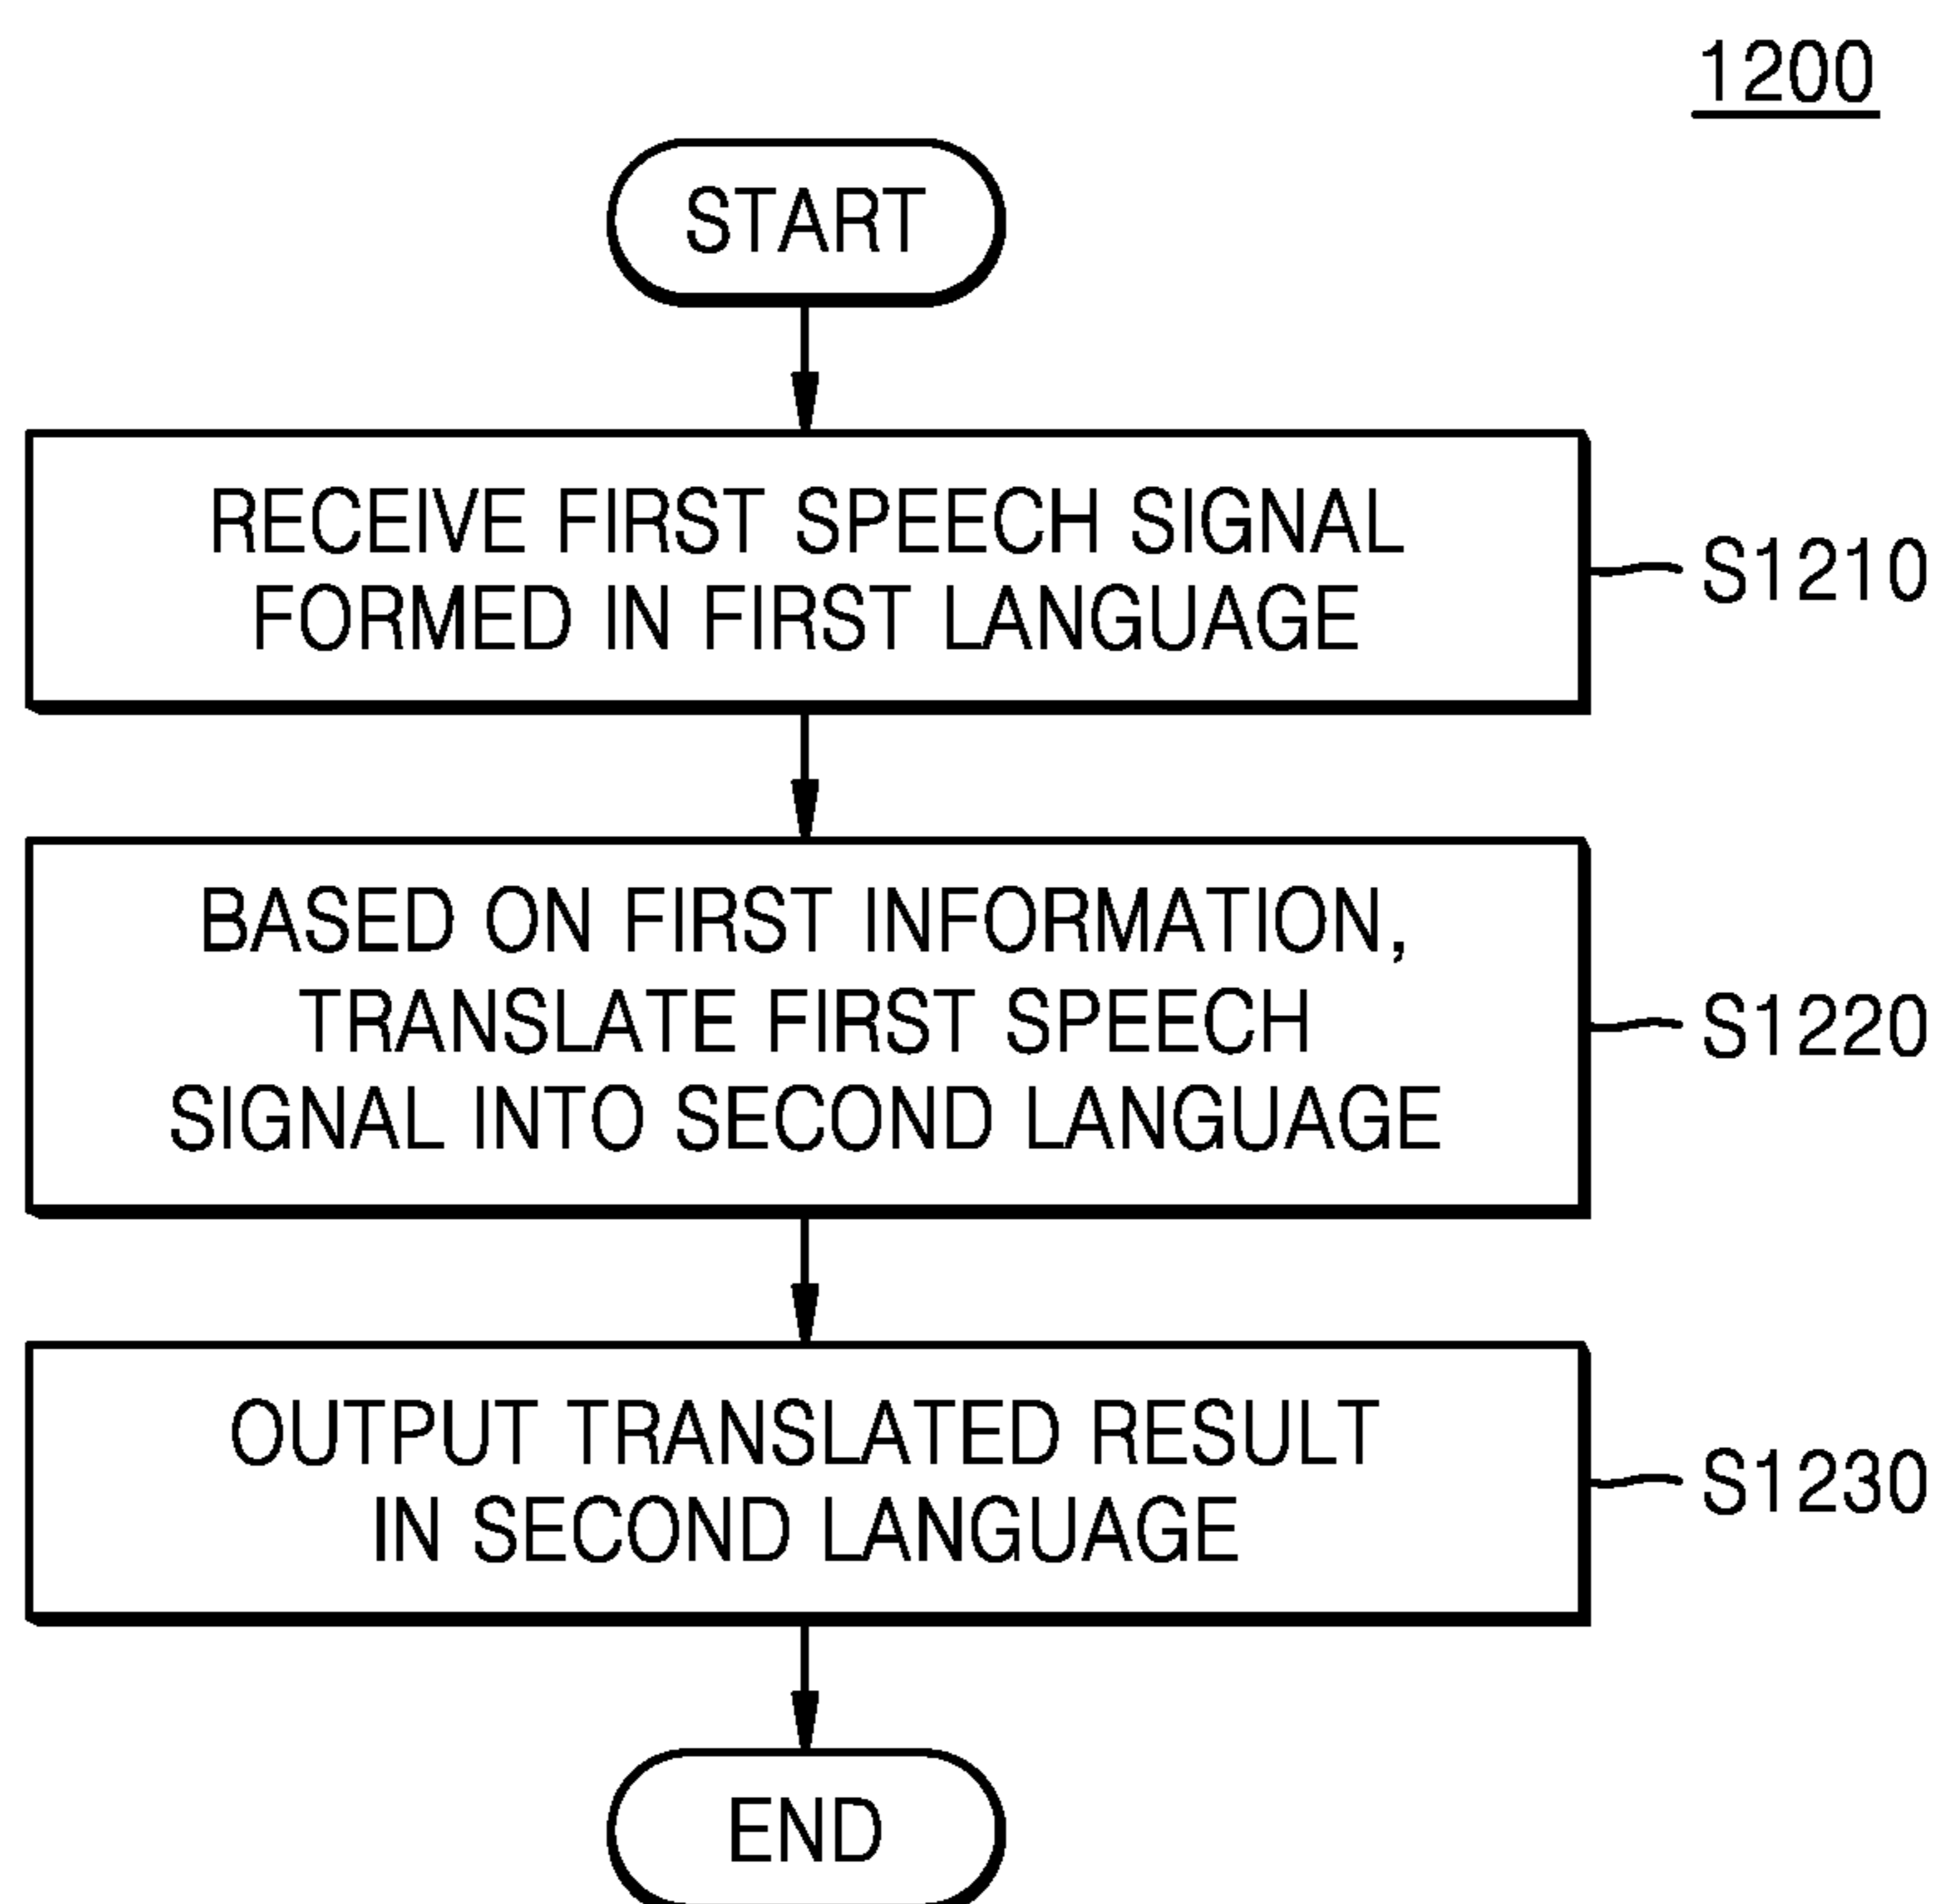 1200
START
RECEIVE FIRST SPEECH SIGNAL
FORMED IN FIRST LANGUAGE
S1210
BASED ON FIRST INFORMATION,
TRANSLATE FIRST SPEECH
SIGNAL INTO SECOND LANGUAGE
S1220
OUTPUT TRANSLATED RESULT
IN SECOND LANGUAGE
S1230
END